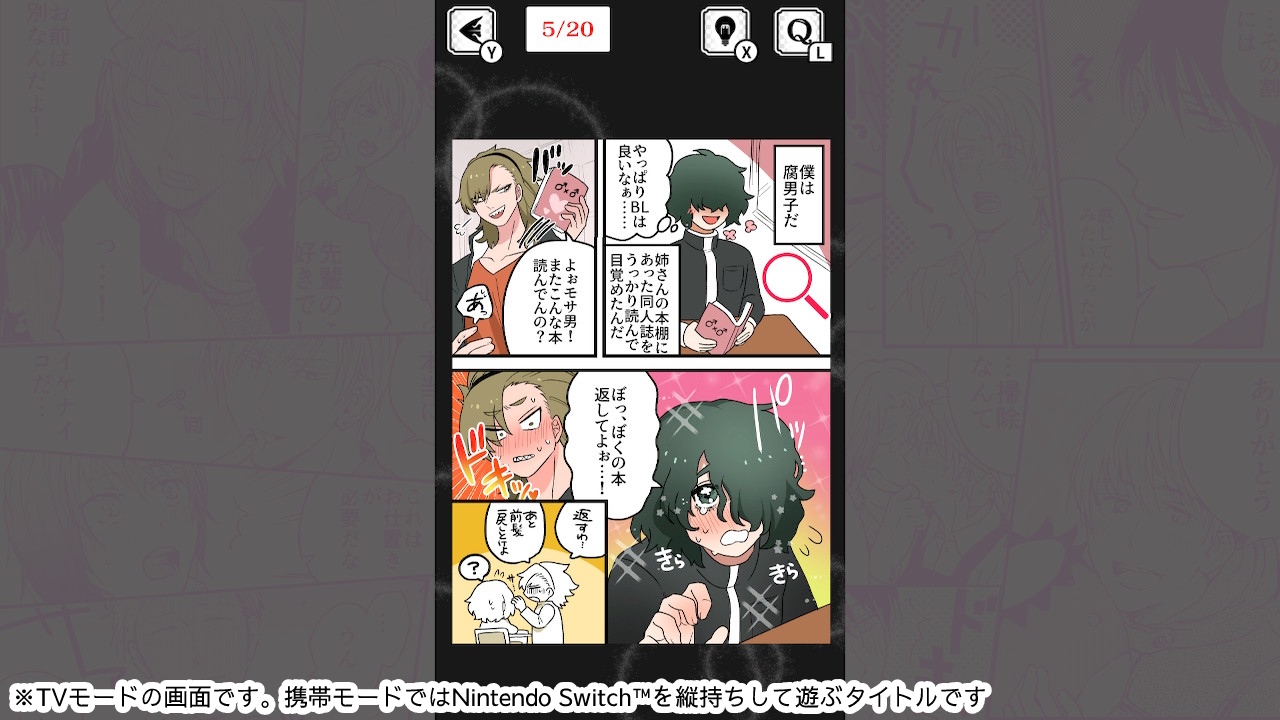 Y
5/20
X
Q
L
僕は
腐男子だ
やっぱりBLは
良いなぁ……
姉さんの本棚に
あった同人誌を
うっかり読んで
目覚めたんだ
♂×♂
♂×♂
よぉモサ男！
またこんな本
読んでんの？
あっ
ぼっ、ぼくの本
返してよぉ…！
ドキッ
きら
きら
返すわ…
あと
前髪
戻しとけよ
？
※TVモードの画面です。携帯モードではNintendo Switch™を縦持ちして遊ぶタイトルです